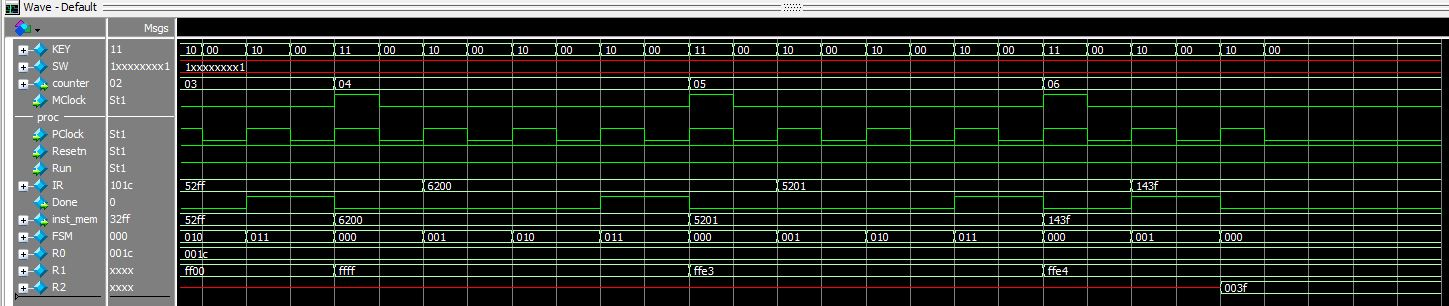 Wave - Default
Msgs
KEY 11 10 00 10 00 11 00 10 00 10 00 10 00 11 00 10 00 10 00 10 00 11 00 10 00 10 00
SW 1xxxxxxxx1 1xxxxxxxx1
counter 02 03 04 05 06
MClock St1
proc
PClock St1
Resetn St1
Run St1
IR 101c 52ff 6200 5201 143f
Done 0
inst_mem 32ff 52ff 6200 5201 143f
FSM 000 010 011 000 001 010 011 000 001 010 011 000 001 000
R0 001c 001c
R1 xxxx ff00 ffff ffe3 ffe4
R2 xxxx 003f